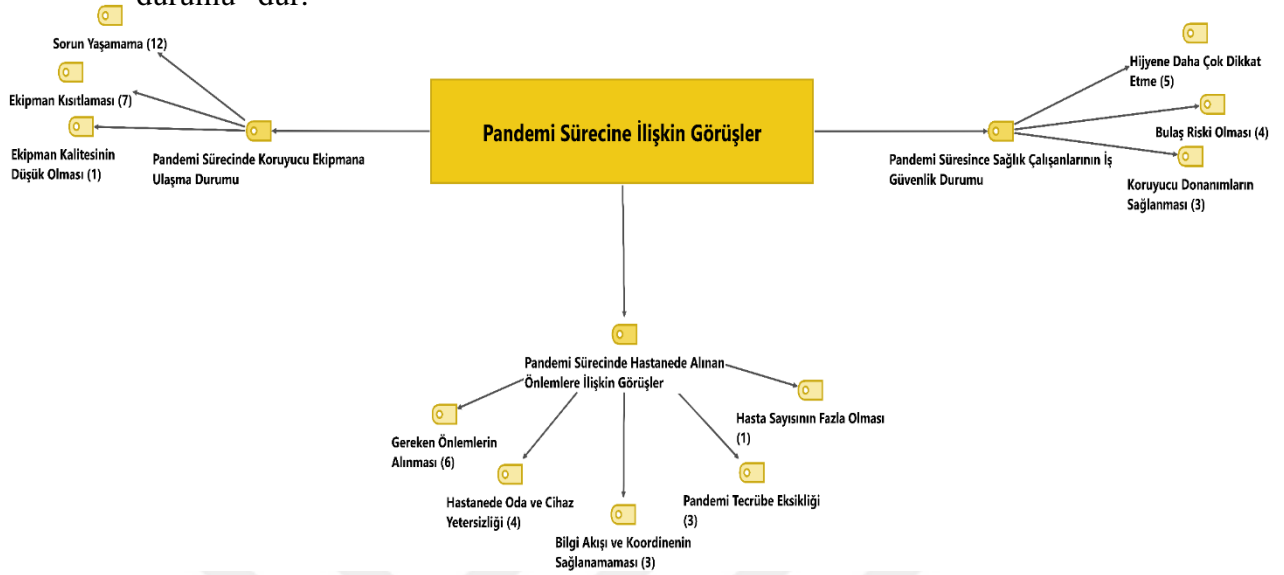 durumu" dur.
Sorun Yaşamama (12)
Ekipman Kısıtlaması (7)
Ekipman Kalitesinin
Düşük Olması (1)
Pandemi Sürecinde Koruyucu Ekipmana
Ulaşma Durumu
Pandemi Sürecine İlişkin Görüşler
Hijyene Daha Çok Dikkat
Etme (5)
Bulaş Riski Olması (4)
Koruyucu Donanımların
Sağlanması (3)
Pandemi Süresince Sağlık Çalışanlarının İş
Güvenlik Durumu
Pandemi Sürecinde Hastanede Alınan
Önlemlere İlişkin Görüşler
Gereken Önlemlerin
Alınması (6)
Hastanede Oda ve Cihaz
Yetersizliği (4)
Bilgi Akışı ve Koordinenin
Sağlanamaması (3)
Pandemi Tecrübe Eksikliği
(3)
Hasta Sayısının Fazla Olması
(1)